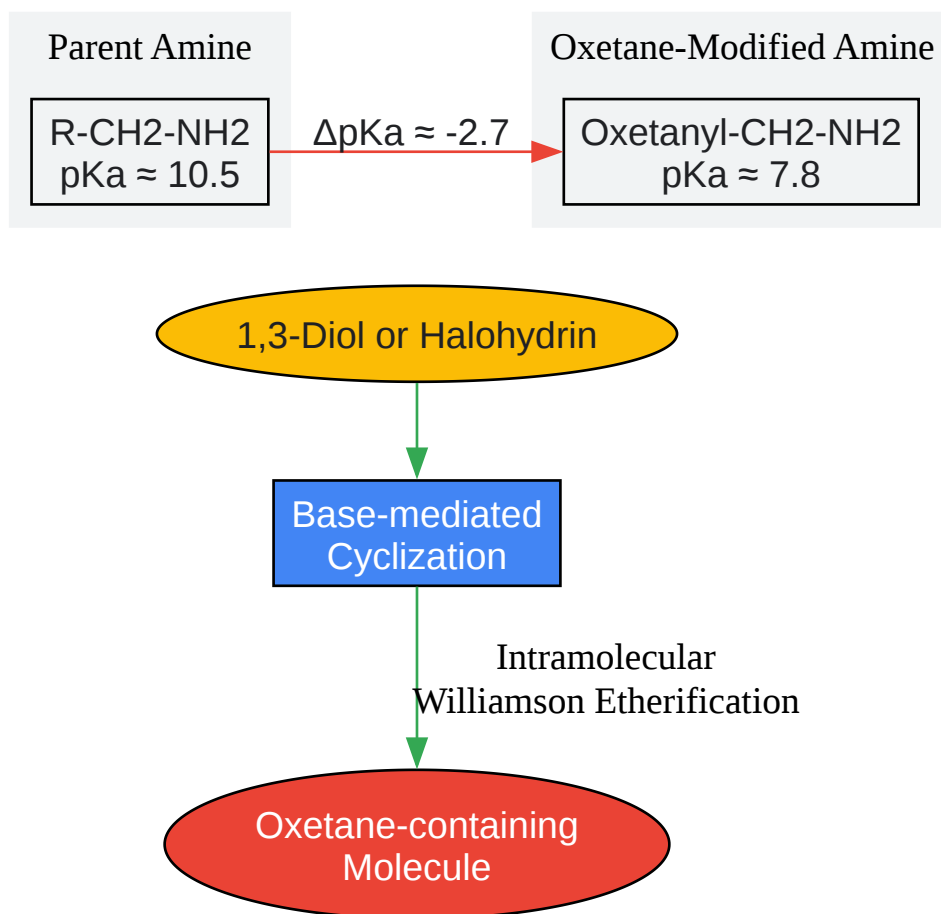 Parent Amine
Oxetane-Modified Amine
R-CH2-NH2
pKa ≈ 10.5
ΔpKa ≈ -2.7
Oxetanyl-CH2-NH2
pKa ≈ 7.8
1,3-Diol or Halohydrin
Base-mediated
Cyclization
Intramolecular
Williamson Etherification
Oxetane-containing
Molecule